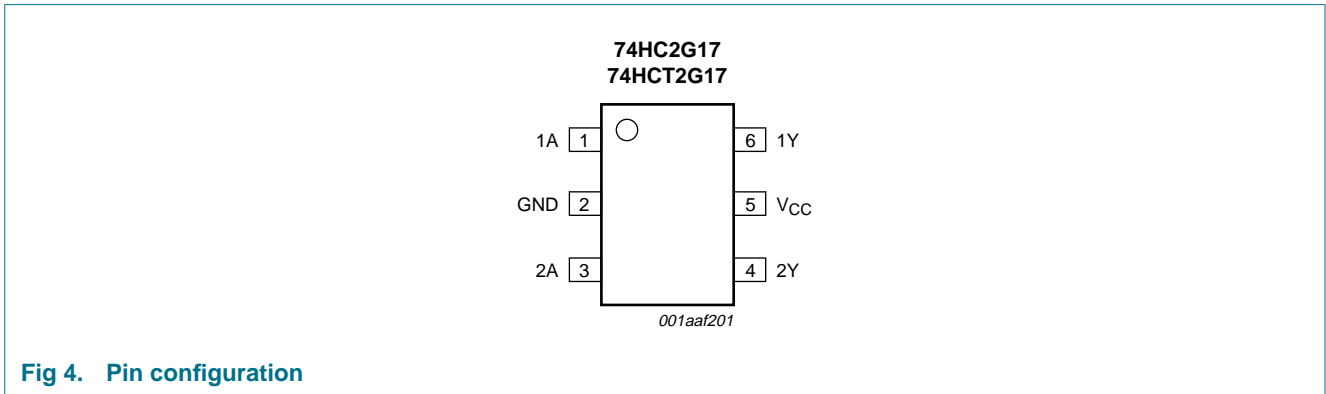 74HC2G17
74HCT2G17
1A 1 6 1Y
GND 2 5 VCC
2A 3 4 2Y
001aaf201
Fig 4. Pin configuration